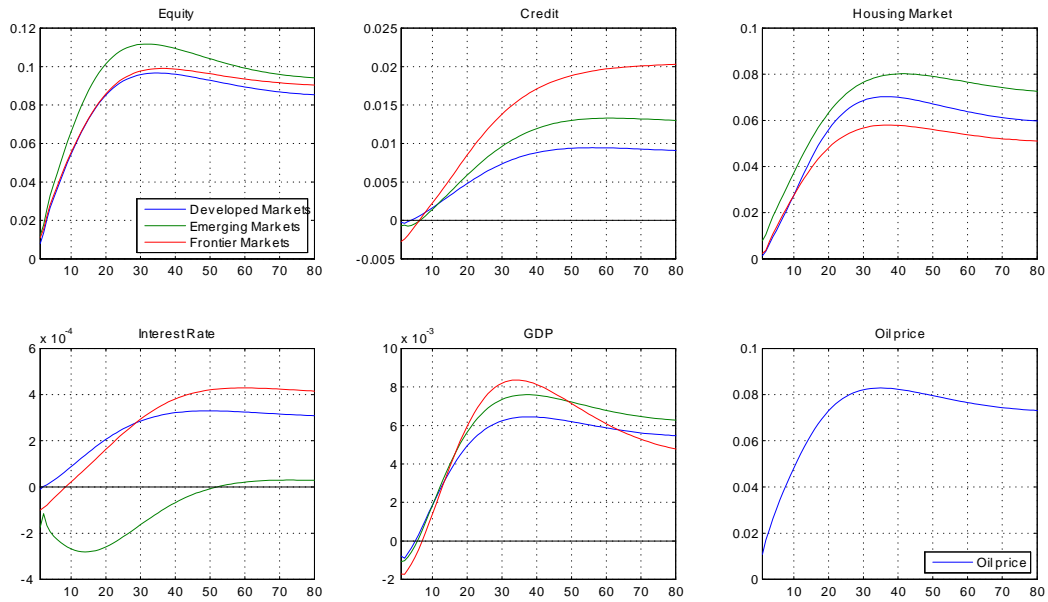 Equity
0.12
0.1
0.08
0.06
0.04
0.02
0
10 20 30 40 50 60 70 80
Developed Markets
Emerging Markets
Frontier Markets
Credit
0.025
0.02
0.015
0.01
0.005
0
-0.005
10 20 30 40 50 60 70 80
Housing Market
0.1
0.08
0.06
0.04
0.02
0
10 20 30 40 50 60 70 80
Interest Rate
x 10^-4
6
4
2
0
-2
-4
10 20 30 40 50 60 70 80
GDP
x 10^-3
10
8
6
4
2
0
-2
10 20 30 40 50 60 70 80
Oil price
0.1
0.08
0.06
0.04
0.02
0
10 20 30 40 50 60 70 80
Oil price